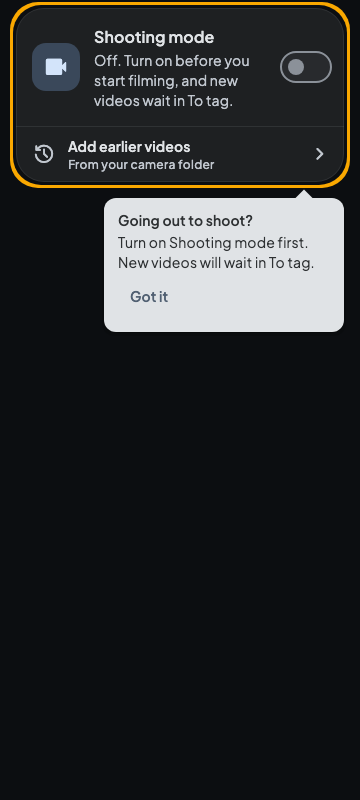 Shooting mode
Off. Turn on before you
start filming, and new
videos wait in To tag.
Add earlier videos
From your camera folder
Going out to shoot?
Turn on Shooting mode first.
New videos will wait in To tag.
Got it